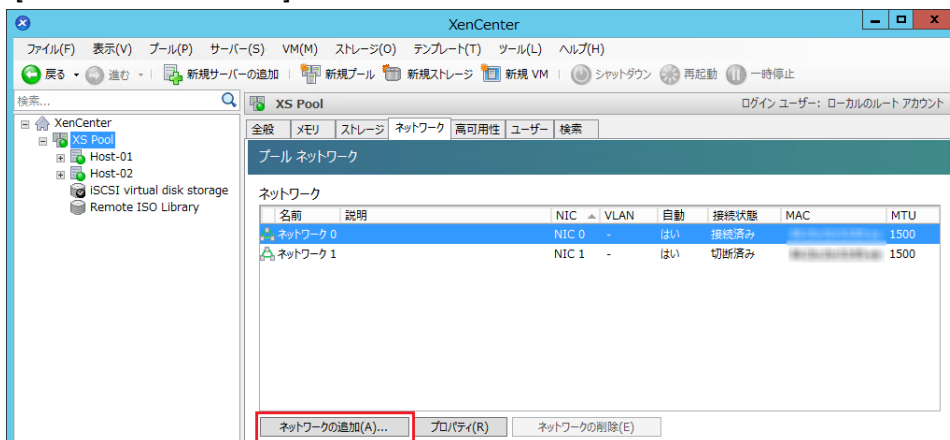 XenCenter
ファイル(F) 表示(V) プール(P) サーバー(S) VM(M) ストレージ(O) テンプレート(T) ツール(L) ヘルプ(H)
戻る 進む 新規サーバーの追加 新規プール 新規ストレージ 新規 VM シャットダウン 再起動 一時停止
検索...
XS Pool ログイン ユーザー: ローカルのルート アカウント
XenCenter
XS Pool
Host-01
Host-02
iSCSI virtual disk storage
Remote ISO Library
全般 メモリ ストレージ ネットワーク 高可用性 ユーザー 検索
プール ネットワーク
ネットワーク
名前 説明 NIC VLAN 自動 接続状態 MAC MTU
ネットワーク 0 NIC 0 - はい 接続済み 1500
ネットワーク 1 NIC 1 - はい 切断済み 1500
ネットワークの追加(A)... プロパティ(R) ネットワークの削除(E)